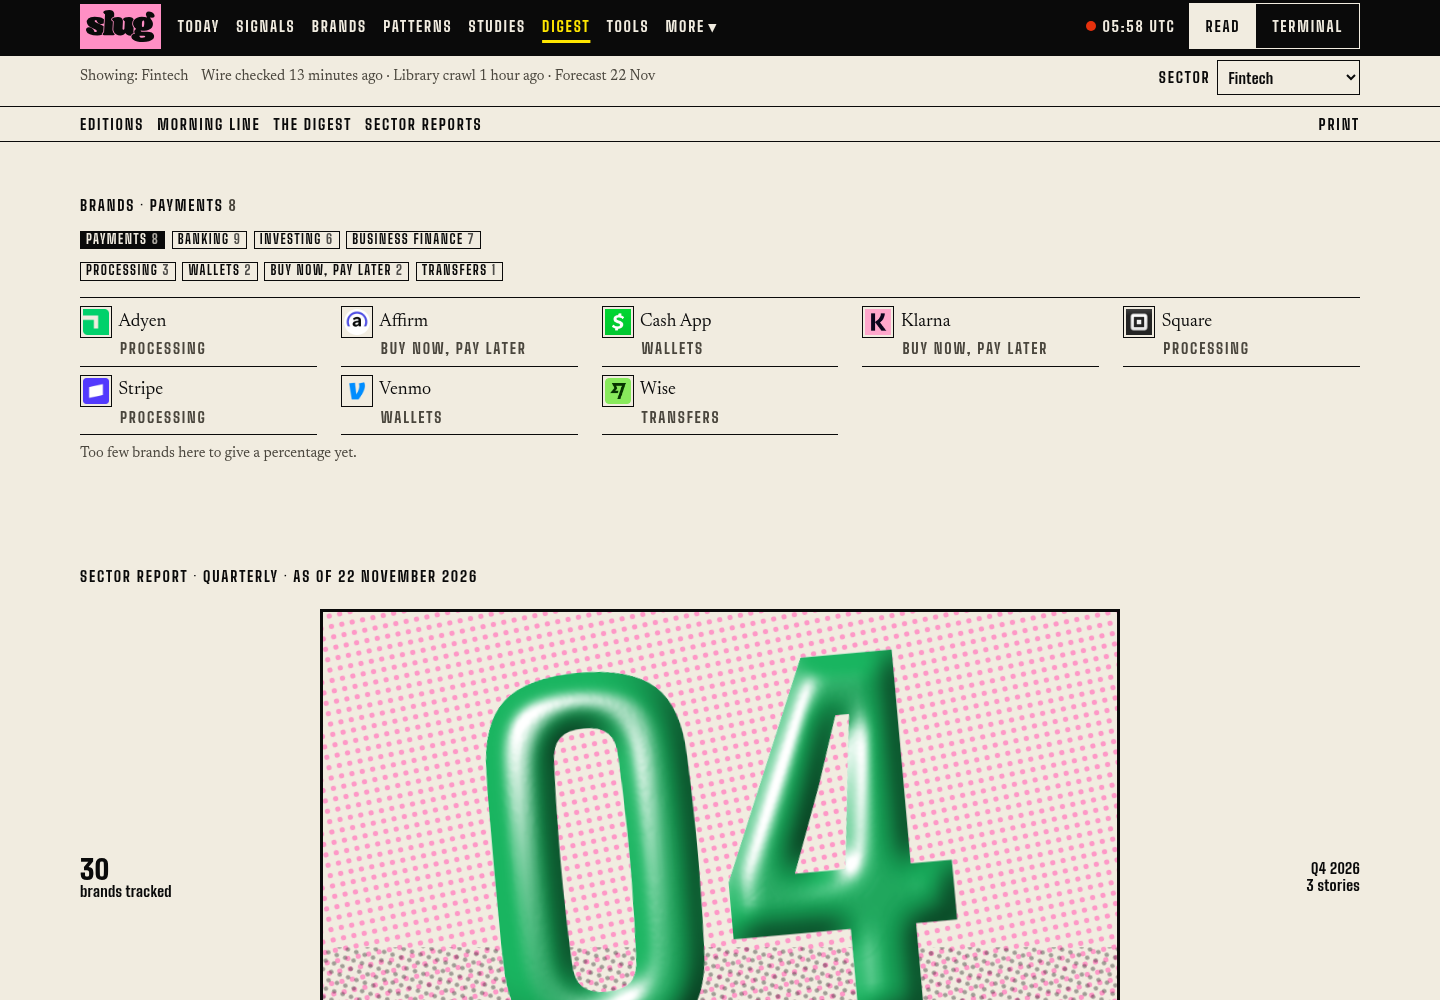 slug TODAY SIGNALS BRANDS PATTERNS STUDIES DIGEST TOOLS MORE ▾ 05:58 UTC READ TERMINAL
Showing: Fintech Wire checked 13 minutes ago · Library crawl 1 hour ago · Forecast 22 Nov SECTOR Fintech
EDITIONS MORNING LINE THE DIGEST SECTOR REPORTS PRINT
BRANDS · PAYMENTS 8
PAYMENTS 8 BANKING 9 INVESTING 6 BUSINESS FINANCE 7
PROCESSING 3 WALLETS 2 BUY NOW, PAY LATER 2 TRANSFERS 1
Adyen Affirm Cash App Klarna Square
PROCESSING BUY NOW, PAY LATER WALLETS BUY NOW, PAY LATER PROCESSING
Stripe Venmo Wise
PROCESSING WALLETS TRANSFERS
Too few brands here to give a percentage yet.
SECTOR REPORT · QUARTERLY · AS OF 22 NOVEMBER 2026
04
30
brands tracked
Q4 2026
3 stories